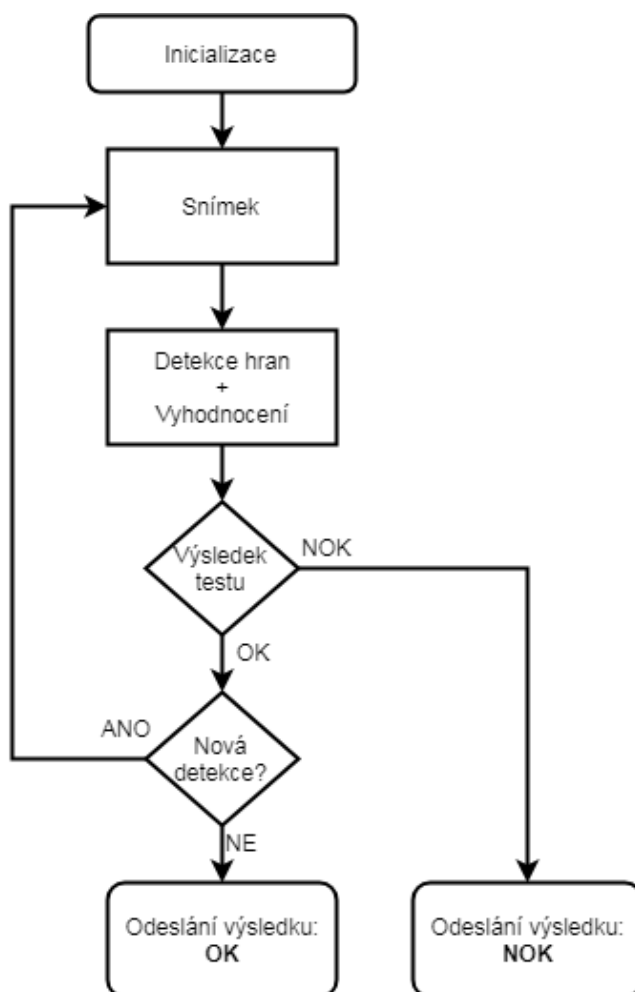 Inicializace
Snímek
Detekce hran
+
Vyhodnocení
Výsledek
testu
NOK
OK
ANO
Nová
detekce?
NE
Odeslání výsledku:
OK
Odeslání výsledku:
NOK